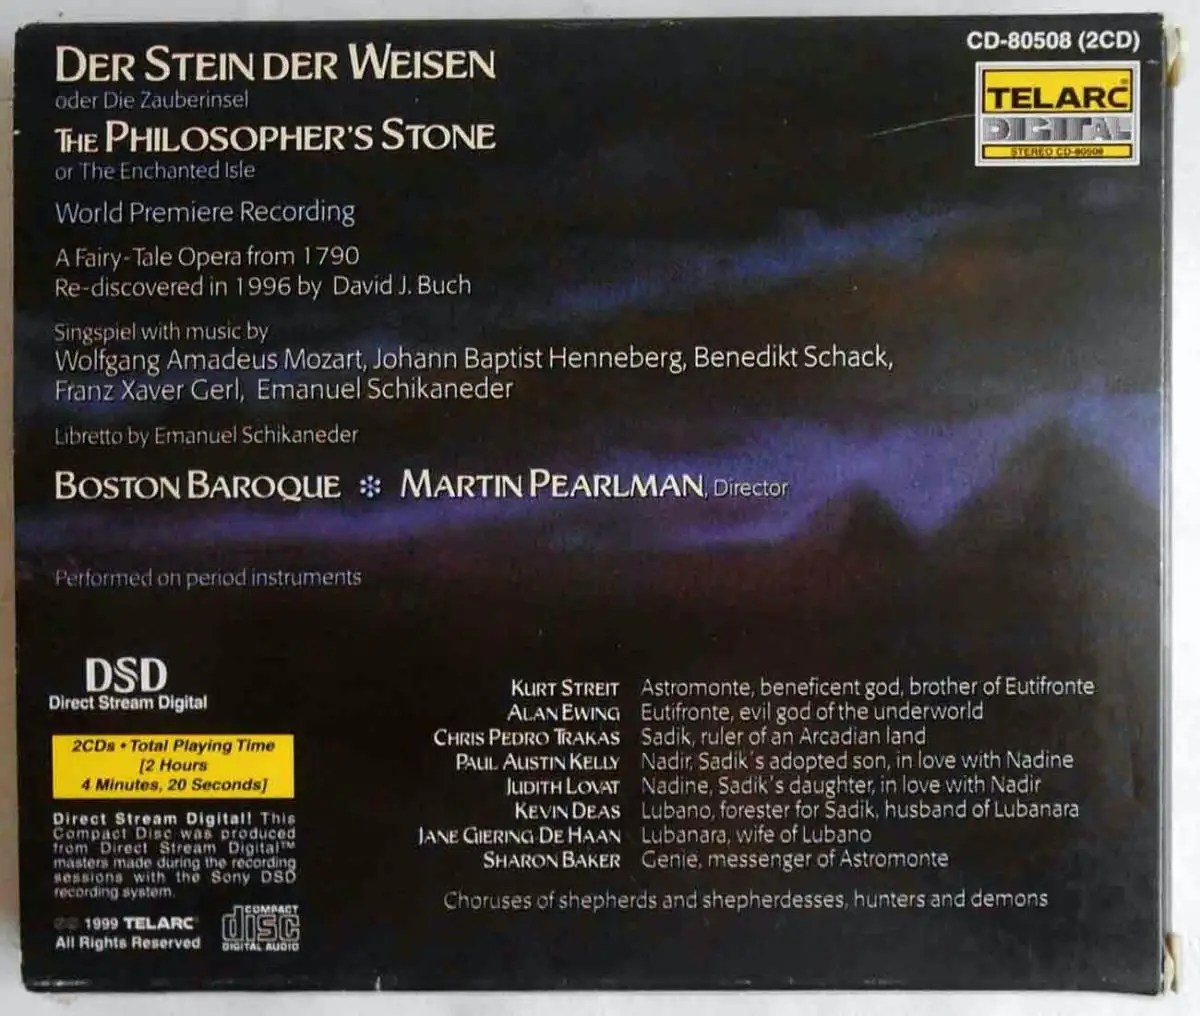 DER STEIN DER WEISEN
oder Die Zauberinsel
THE PHILOSOPHER'S STONE
or The Enchanted Isle
World Premiere Recording
A Fairy-Tale Opera from 1790
Re-discovered in 1996 by David J. Buch
Singspiel with music by
Wolfgang Amadeus Mozart, Johann Baptist Henneberg, Benedikt Schack,
Franz Xaver Gerl, Emanuel Schikaneder
Libretto by Emanuel Schikaneder
BOSTON BAROQUE ❄ MARTIN PEARLMAN, Director
Performed on period instruments
CD-80508 (2CD)
TELARC®
DIGITAL
STEREO CD-80508
DSD
Direct Stream Digital
2CDs • Total Playing Time
[2 Hours
4 Minutes, 20 Seconds]
Direct Stream Digital! This
Compact Disc was produced
from Direct Stream Digital™
masters made during the recording
sessions with the Sony DSD
recording system.
1999 TELARC®
All Rights Reserved
COMPACT
disc
DIGITAL AUDIO
KURT STREIT Astromonte, beneficent god, brother of Eutifronte
ALAN EWING Eutifronte, evil god of the underworld
CHRIS PEDRO TRAKAS Sadik, ruler of an Arcadian land
PAUL AUSTIN KELLY Nadir, Sadik's adopted son, in love with Nadine
JUDITH LOVAT Nadine, Sadik's daughter, in love with Nadir
KEVIN DEAS Lubano, forester for Sadik, husband of Lubanara
JANE GIERING DE HAAN Lubanara, wife of Lubano
SHARON BAKER Genie, messenger of Astromonte
Choruses of shepherds and shepherdesses, hunters and demons